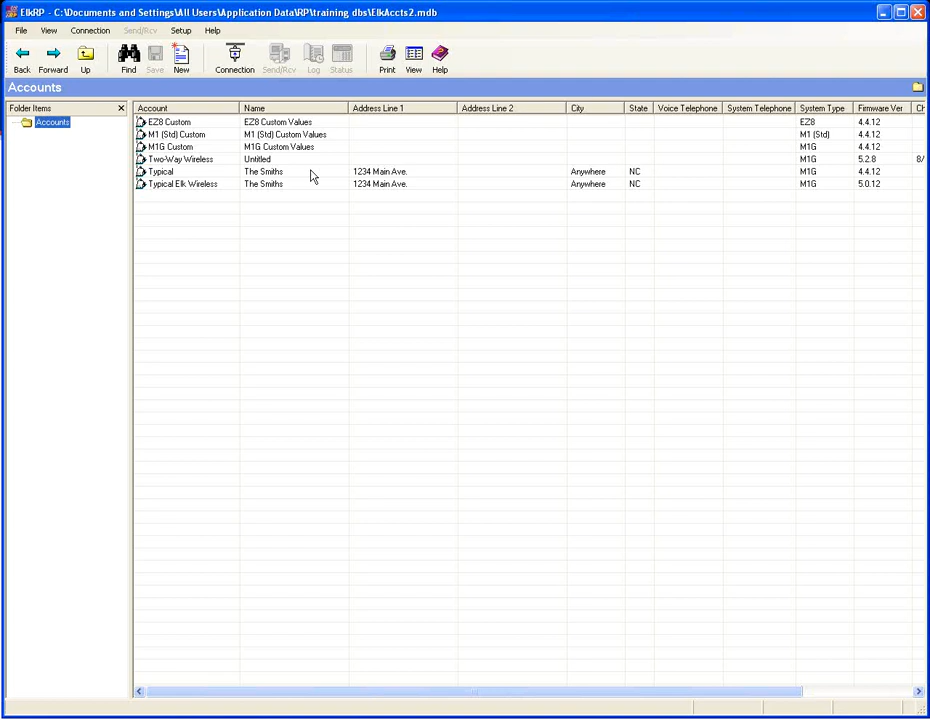 ElkRP - C:\Documents and Settings\All Users\Application Data\RP\training dbs\ElkAccts2.mdb
File View Connection Send/Rcv Setup Help
Back Forward Up Find Save New Connection Send/Rcv Log Status Print View Help
Accounts
Folder Items Account Name Address Line 1 Address Line 2 City State Voice Telephone System Telephone System Type Firmware Ver Ch
Accounts EZ8 Custom EZ8 Custom Values EZ8 4.4.12
M1 (Std) Custom M1 (Std) Custom Values M1 (Std) 4.4.12
M1G Custom M1G Custom Values M1G 4.4.12
Two-Way Wireless Untitled M1G 5.2.8 8/
Typical The Smiths 1234 Main Ave. Anywhere NC M1G 4.4.12
Typical Elk Wireless The Smiths 1234 Main Ave. Anywhere NC M1G 5.0.12